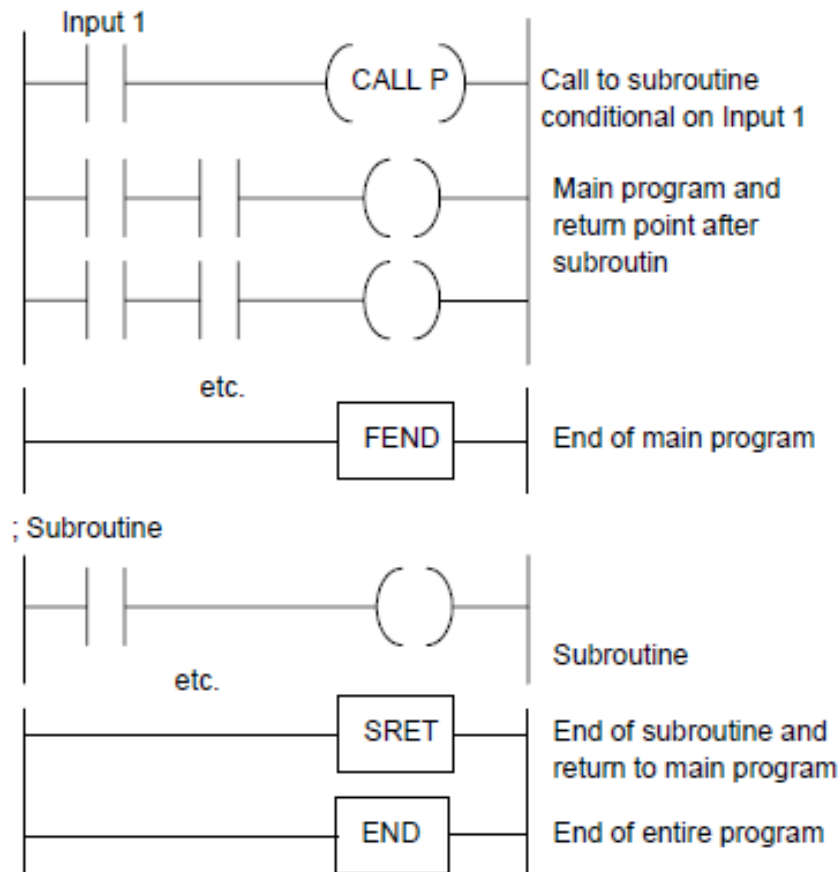 Input 1
CALL P
Call to subroutine
conditional on Input 1
Main program and
return point after
subroutin
etc.
FEND
End of main program
; Subroutine
Subroutine
etc.
SRET
End of subroutine and
return to main program
END
End of entire program